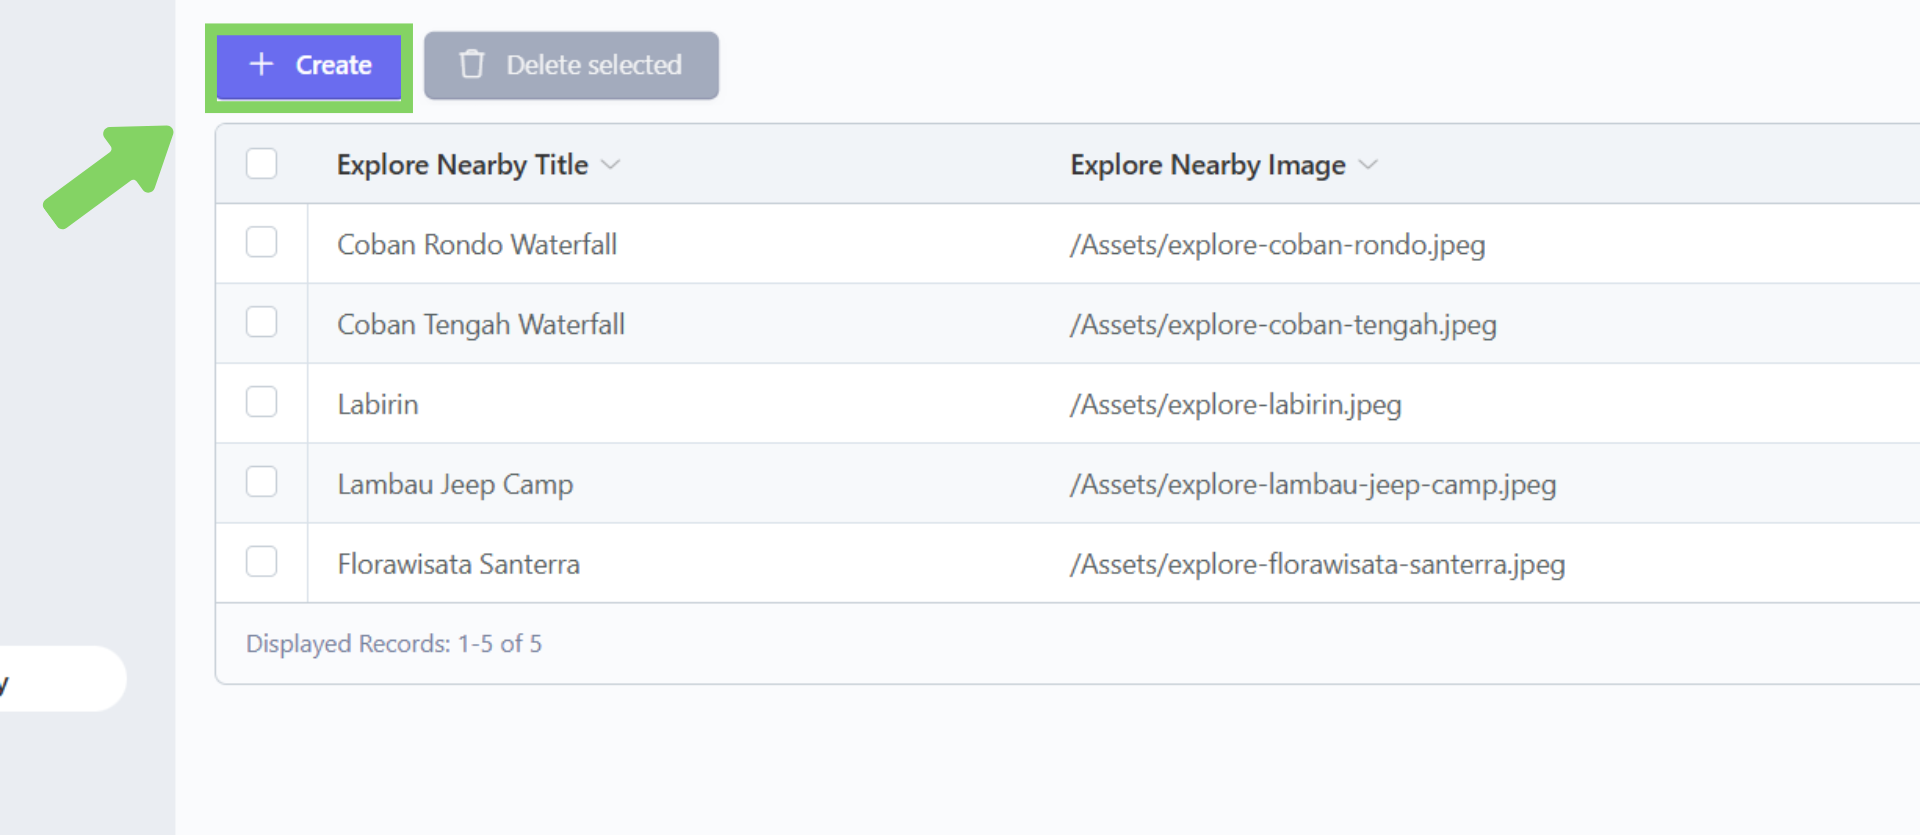 Create
Delete selected
Explore Nearby Title
Explore Nearby Image
Coban Rondo Waterfall
/Assets/explore-coban-rondo.jpeg
Coban Tengah Waterfall
/Assets/explore-coban-tengah.jpeg
Labirin
/Assets/explore-labirin.jpeg
Lambau Jeep Camp
/Assets/explore-lambau-jeep-camp.jpeg
Florawisata Santerra
/Assets/explore-florawisata-santerra.jpeg
Displayed Records: 1-5 of 5